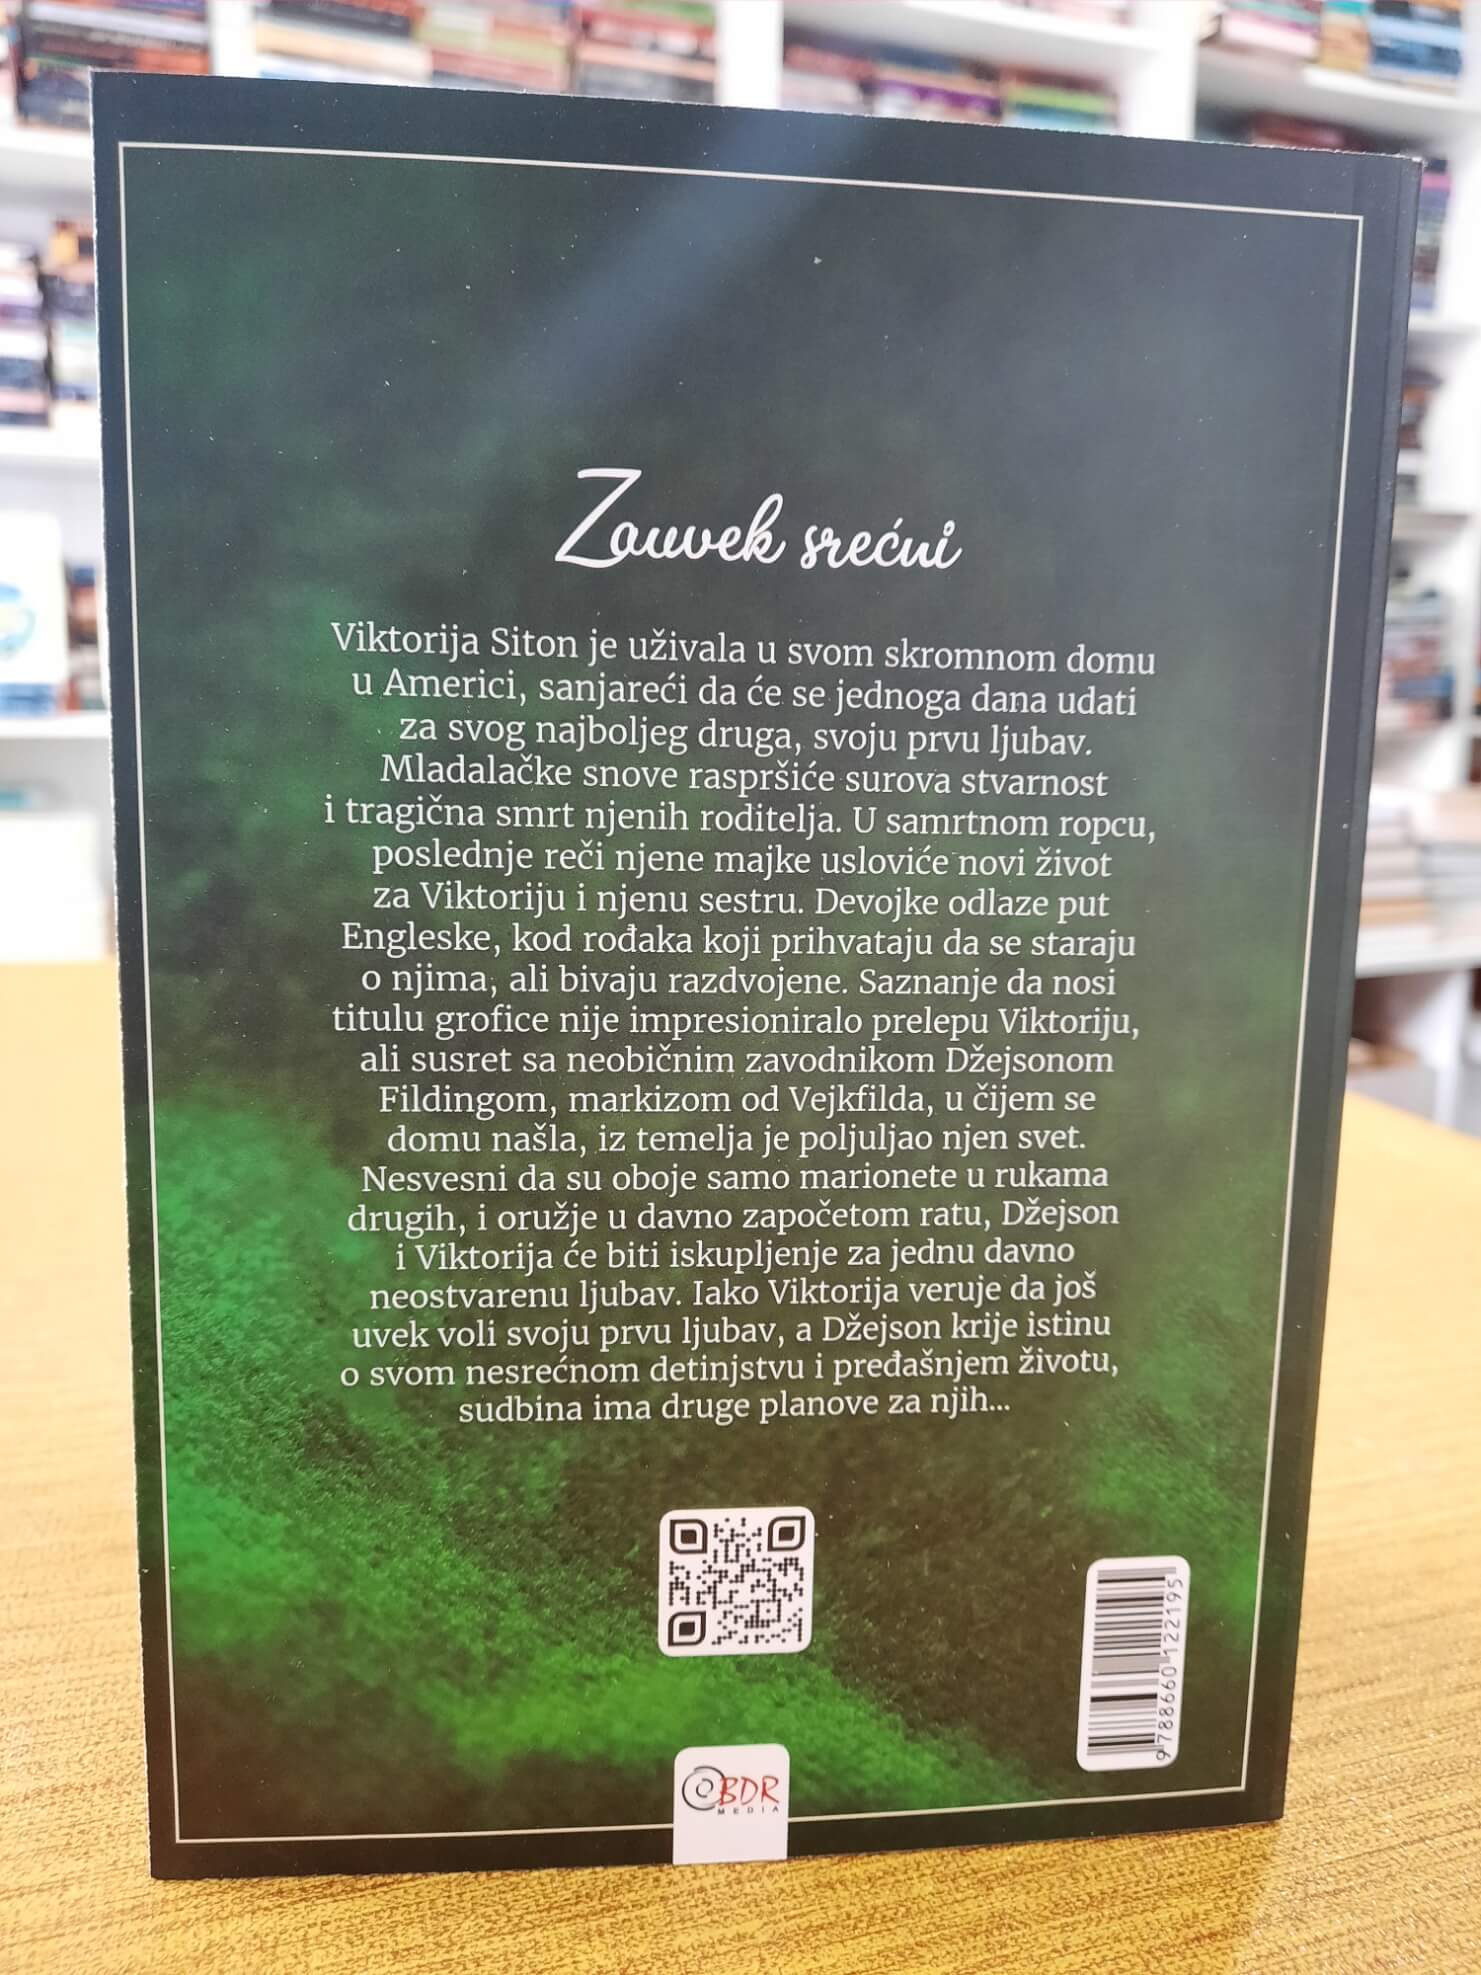 Zauvek srećni
Viktorija Siton je uživala u svom skromnom domu
u Americi, sanjareći da će se jednoga dana udati
za svog najboljeg druga, svoju prvu ljubav.
Mladalačke snove raspršiće surova stvarnost
i tragična smrt njenih roditelja. U samrtnom ropcu,
poslednje reči njene majke usloviće novi život
za Viktoriju i njenu sestru. Devojke odlaze put
Engleske, kod rođaka koji prihvataju da se staraju
o njima, ali bivaju razdvojene. Saznanje da nosi
titulu grofice nije impresioniralo prelepu Viktoriju,
ali susret sa neobičnim zavodnikom Džejsonom
Fildingom, markizom od Vejkfilda, u čijem se
domu našla, iz temelja je poljuljao njen svet.
Nesvesni da su oboje samo marionete u rukama
drugih, i oružje u davno započetom ratu, Džejson
i Viktorija će biti iskupljenje za jednu davno
neostvarenu ljubav. Iako Viktorija veruje da još
uvek voli svoju prvu ljubav, a Džejson krije istinu
o svom nesrećnom detinjstvu i pređašnjem životu,
sudbina ima druge planove za njih...
9788660122195
BDR
MEDIA